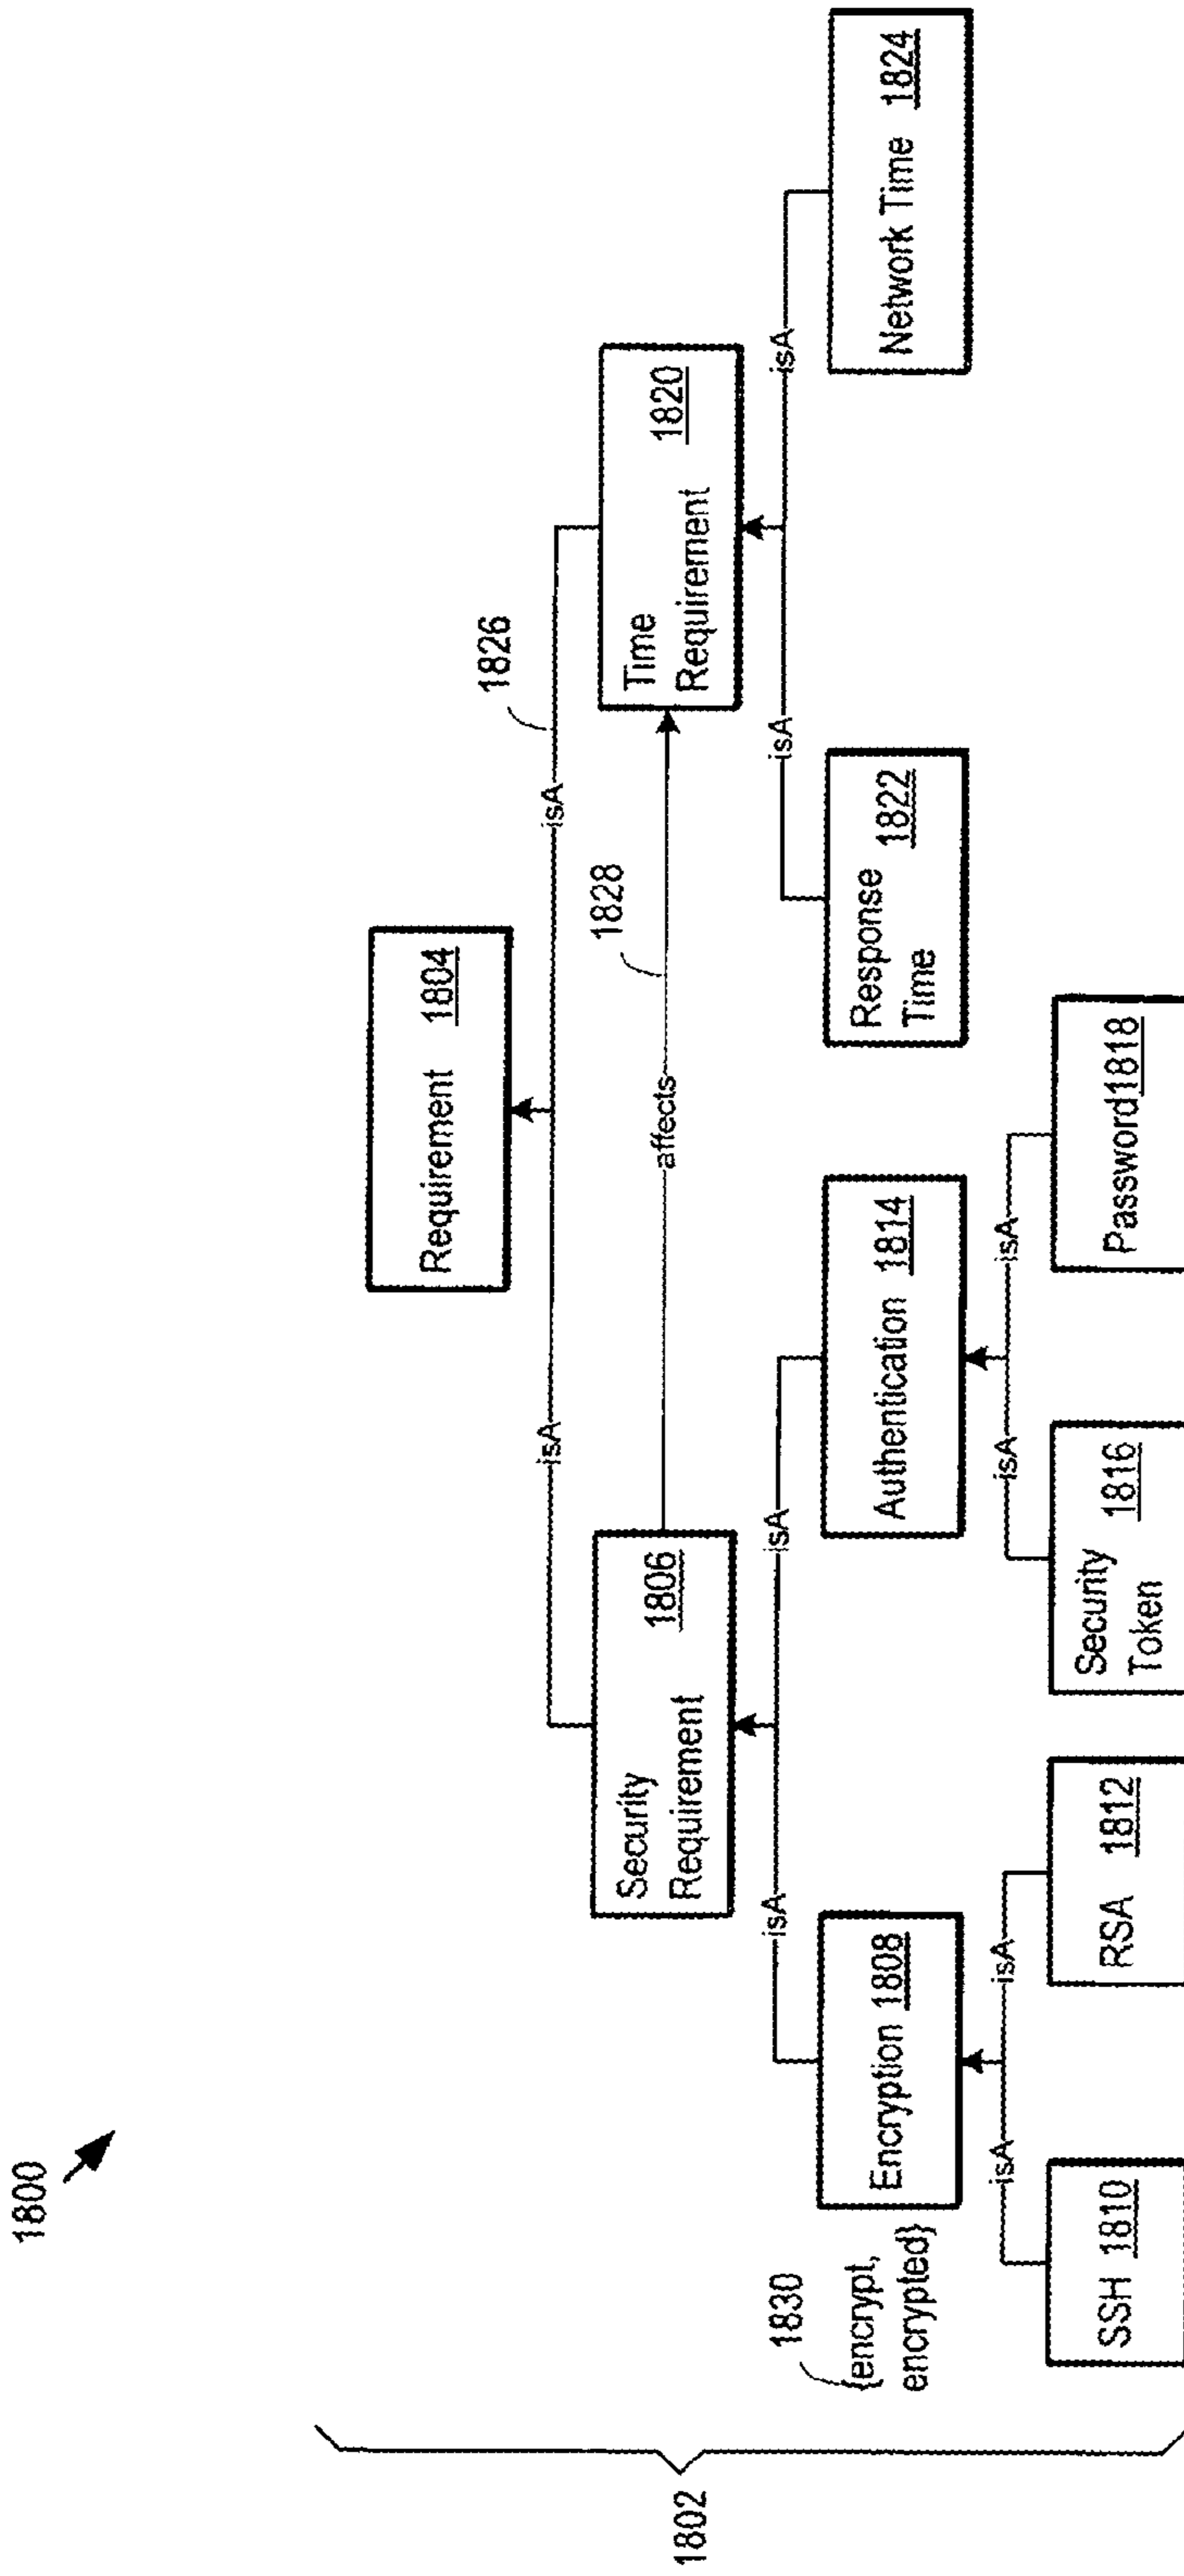 1800
1802
Requirement 1804
1826
isA
isA
Security
Requirement 1806
1828
affects
Time
Requirement 1820
isA
isA
isA
isA
1830
{encrypt,
encrypted}
Encryption 1808
Authentication 1814
Response
Time 1822
Network Time 1824
isA
isA
isA
isA
SSH 1810
RSA 1812
Security
Token 1816
Password1818